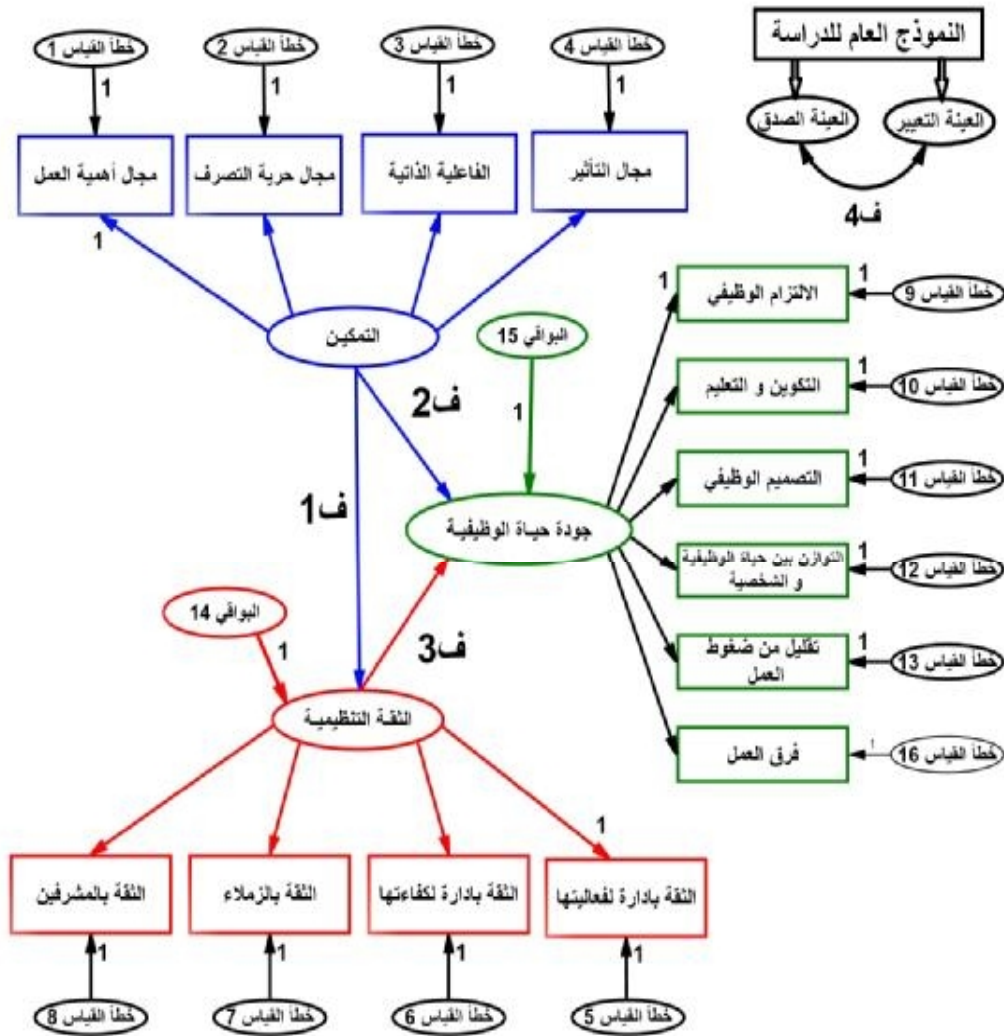 النموذج العام للدراسة
العينة التعيير
العينة الصدق
ف4
خطأ القياس 4
خطأ القياس 3
خطأ القياس 2
خطأ القياس 1
1
1
1
1
مجال التأثير
الفاعلية الذاتية
مجال حرية التصرف
مجال أهمية العمل
1
التمكين
ف2
ف1
البواقي 15
1
جودة حياة الوظيفية
1
الالتزام الوظيفي
1
خطأ القياس 9
التكوين و التعليم
1
خطأ القياس 10
التصميم الوظيفي
1
خطأ القياس 11
التوازن بين حياة الوظيفية
و الشخصية
1
خطأ القياس 12
تقليل من ضغوط
العمل
1
خطأ القياس 13
فرق العمل
1
خطأ القياس 16
البواقي 14
1
ف3
الثقة التنظيمية
1
الثقة بادارة لفعاليتها
الثقة بادارة لكفاءتها
الثقة بالزملاء
الثقة بالمشرفين
1
1
1
1
خطأ القياس 5
خطأ القياس 6
خطأ القياس 7
خطأ القياس 8